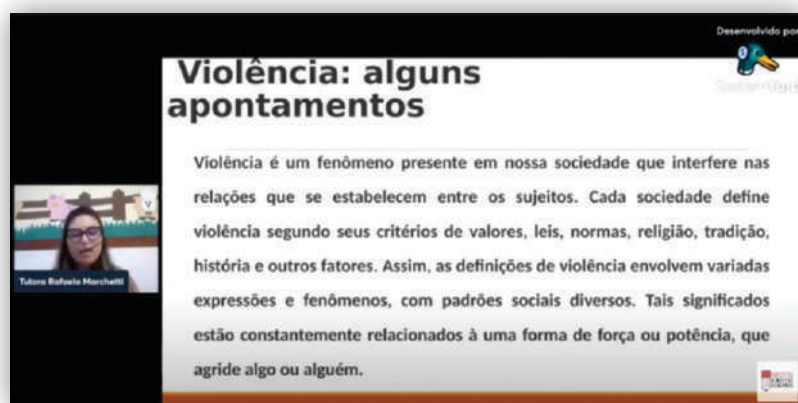 Desenvolvido por
Violência: alguns
apontamentos
Violência é um fenômeno presente em nossa sociedade que interfere nas
relações que se estabelecem entre os sujeitos. Cada sociedade define
violência segundo seus critérios de valores, leis, normas, religião, tradição,
história e outros fatores. Assim, as definições de violência envolvem variadas
expressões e fenômenos, com padrões sociais diversos. Tais significados
estão constantemente relacionados à uma forma de força ou potência, que
agride algo ou alguém.
Tutora Rafaela Marchetti